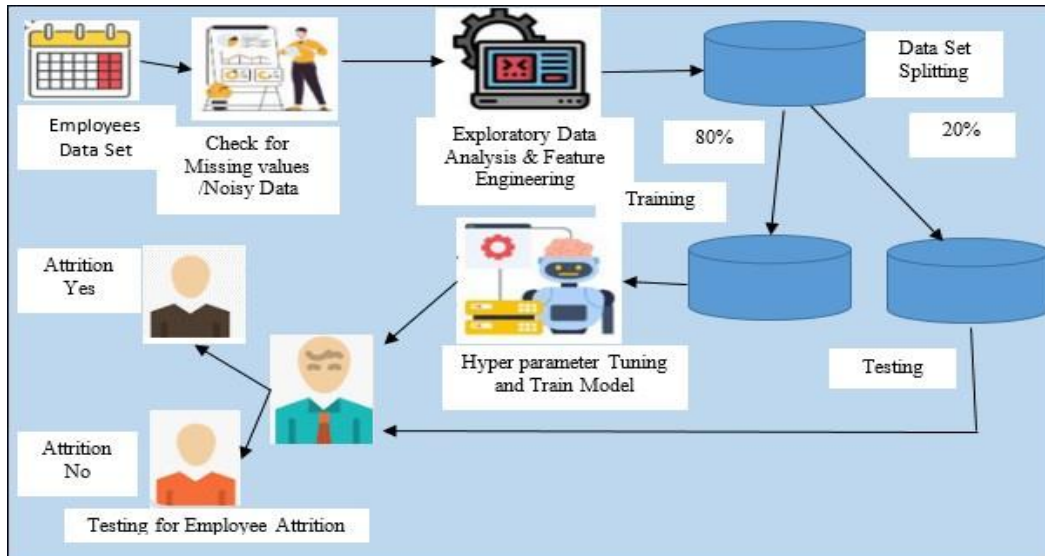 Employees
Data Set
Check for
Missing values
/Noisy Data
Exploratory Data
Analysis & Feature
Engineering
Data Set
Splitting
80%
20%
Training
Attrition
Yes
Hyper parameter Tuning
and Train Model
Testing
Attrition
No
Testing for Employee Attrition